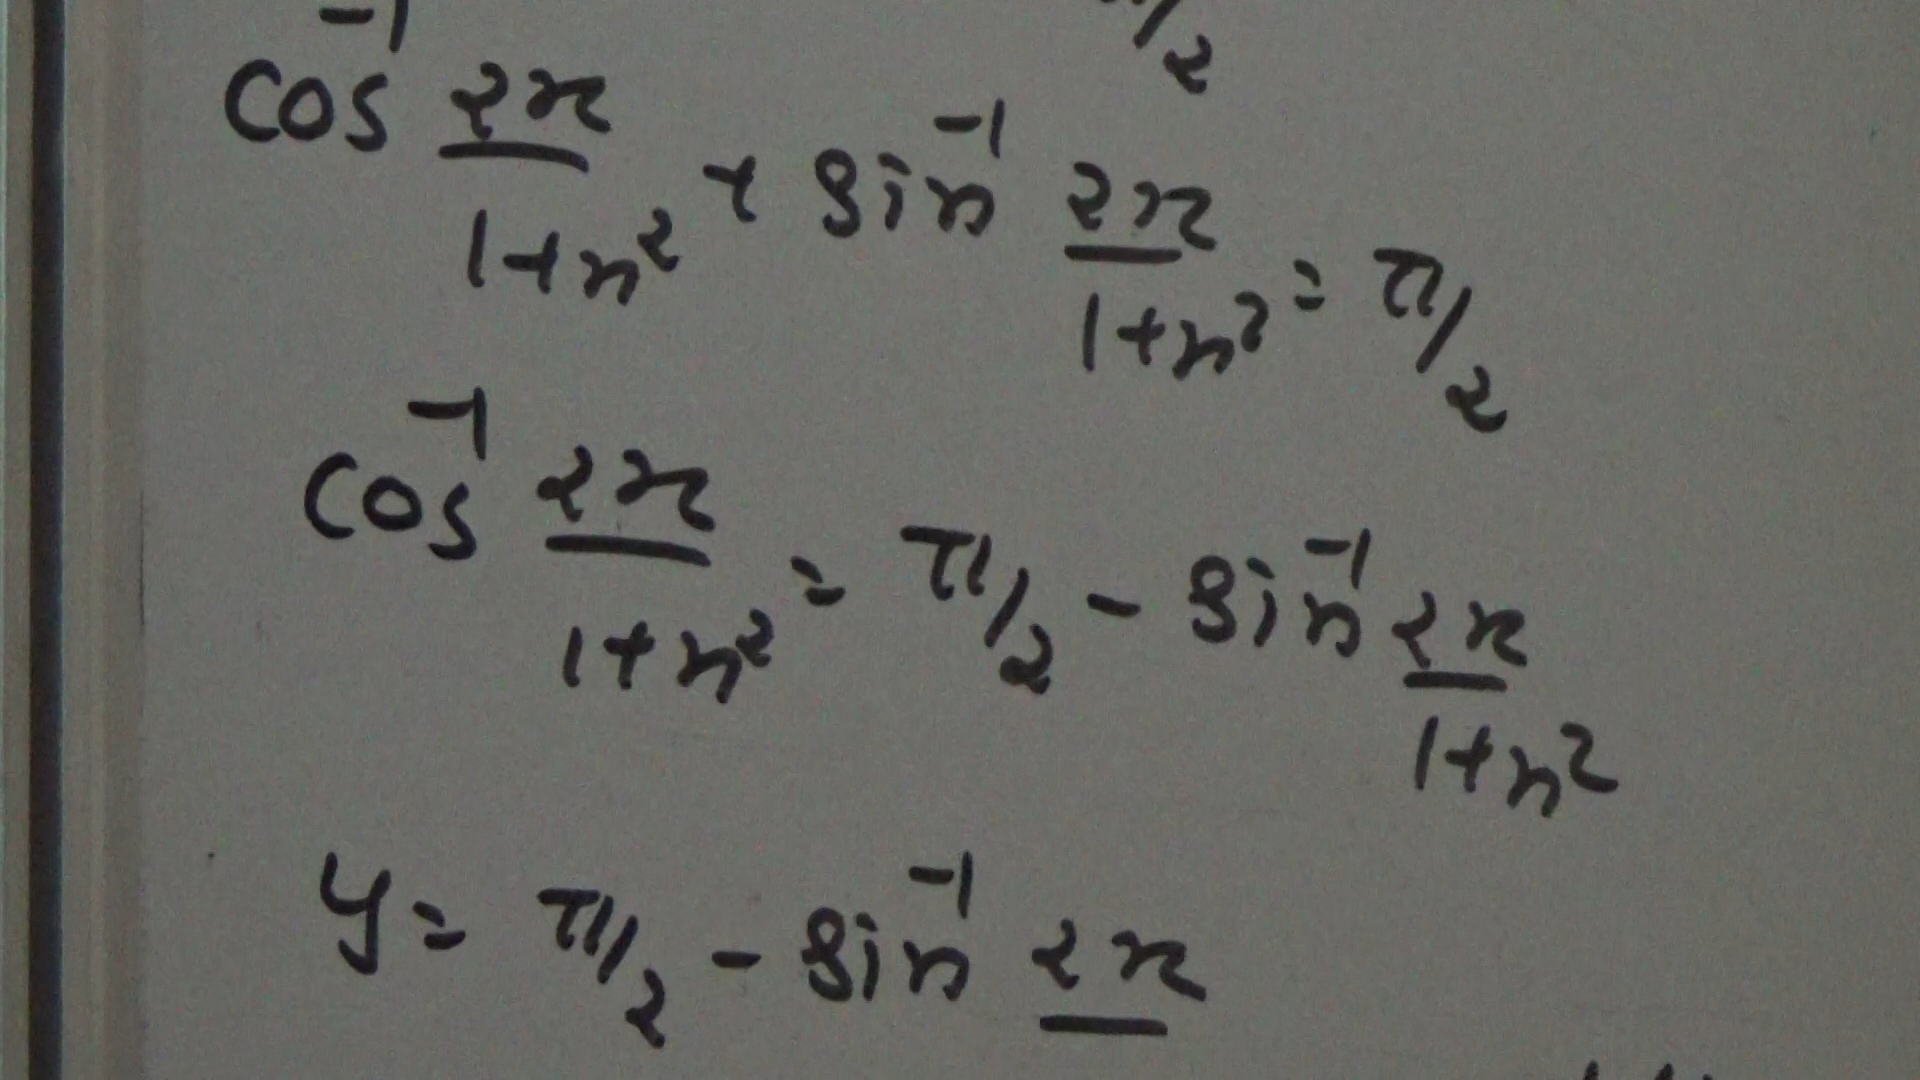 π/2
cos⁻¹ 2x/1+x² + sin⁻¹ 2x/1+x² = π/2
cos⁻¹ 2x/1+x² = π/2 - sin⁻¹ 2x/1+x²
y = π/2 - sin⁻¹ 2x